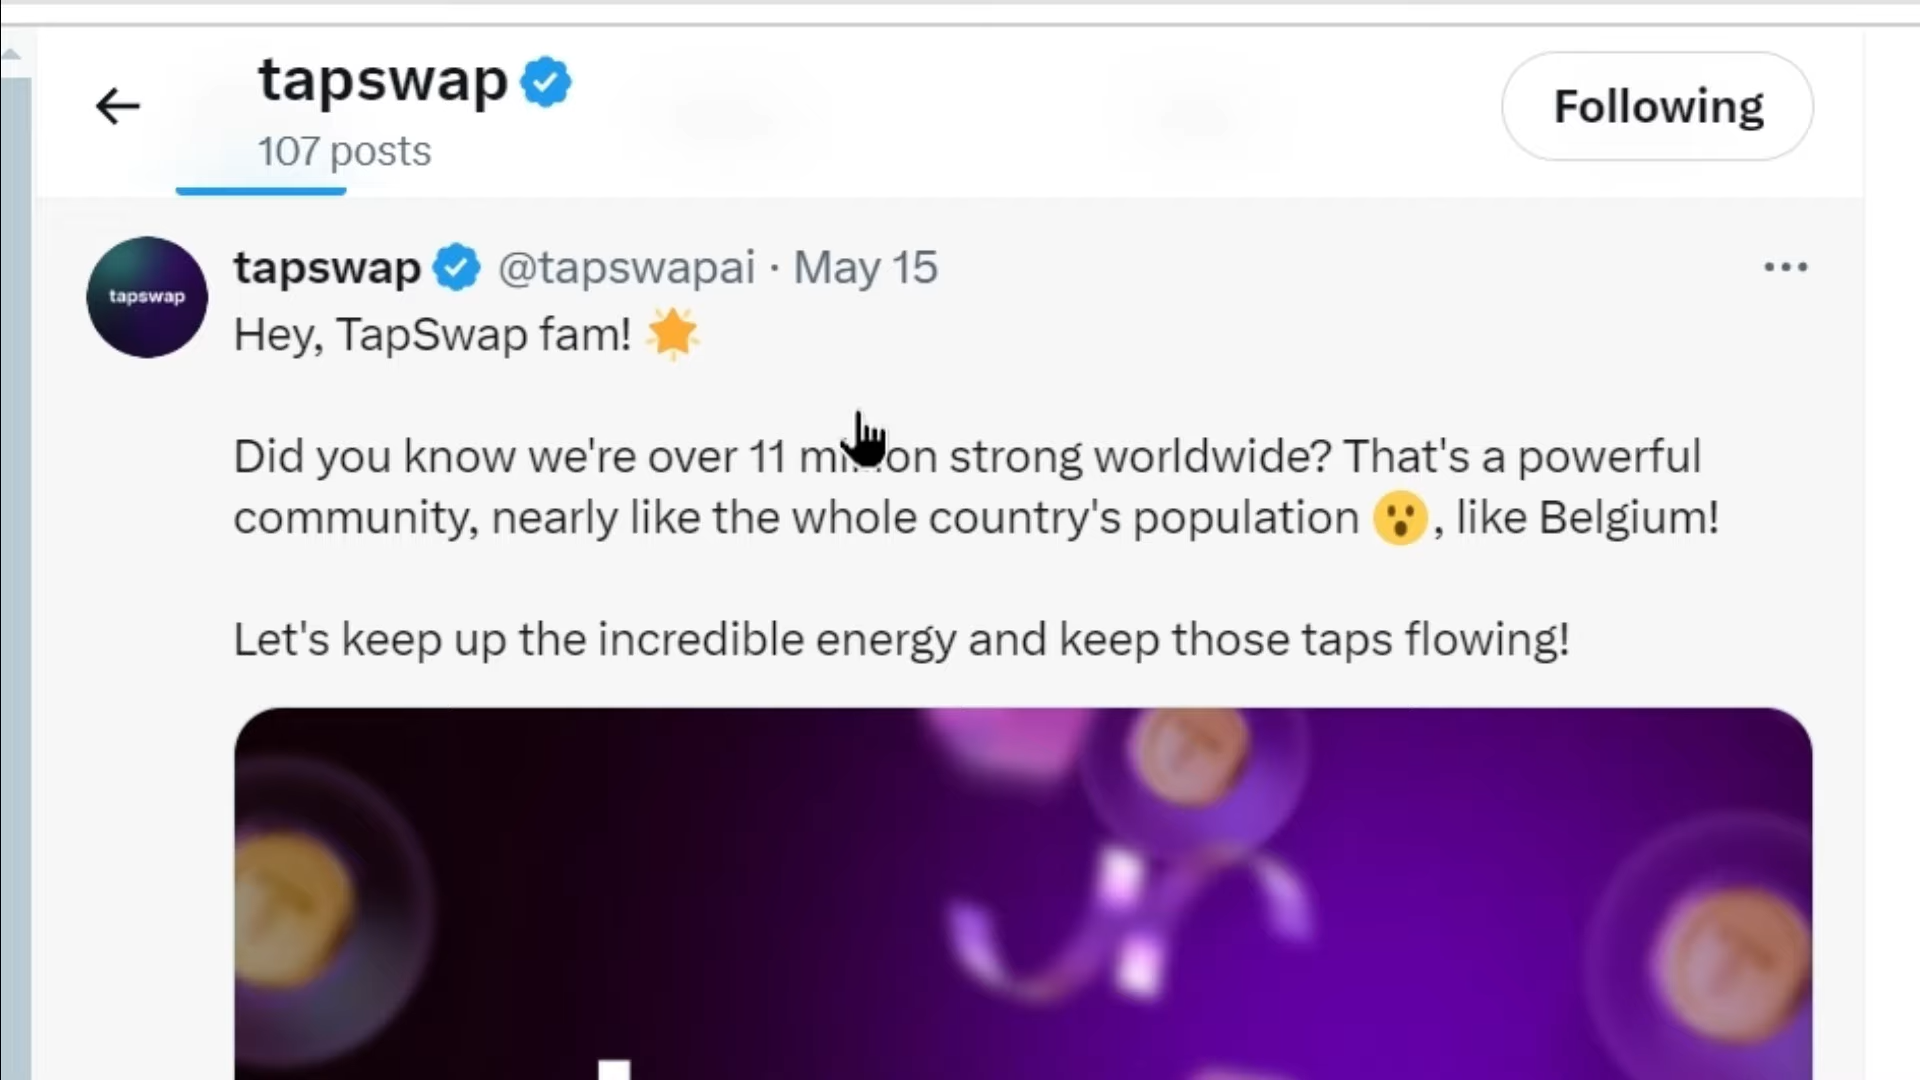 tapswap
107 posts
Following
tapswap @tapswapai · May 15
tapswap
Hey, TapSwap fam! 🌟
Did you know we're over 11 million strong worldwide? That's a powerful
community, nearly like the whole country's population 😮, like Belgium!
Let's keep up the incredible energy and keep those taps flowing!